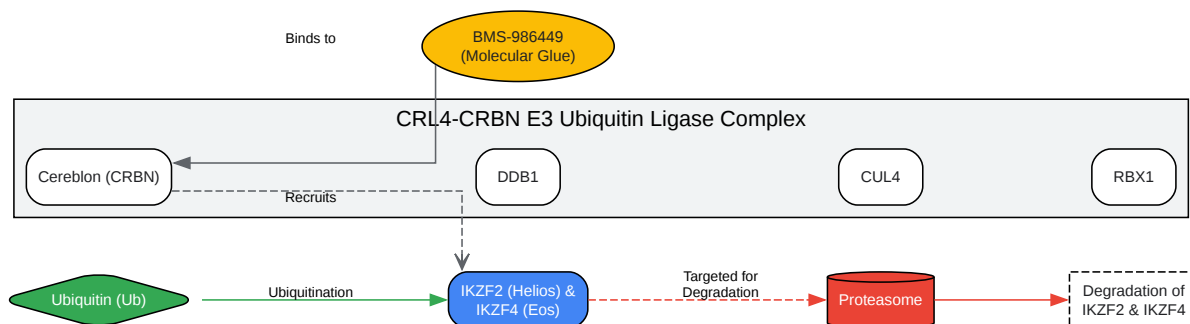 Binds to
BMS-986449
(Molecular Glue)
CRL4-CRBN E3 Ubiquitin Ligase Complex
Cereblon (CRBN)
DDB1
CUL4
RBX1
Recruits
Ubiquitin (Ub)
Ubiquitination
IKZF2 (Helios) &
IKZF4 (Eos)
Targeted for
Degradation
Proteasome
Degradation of
IKZF2 & IKZF4